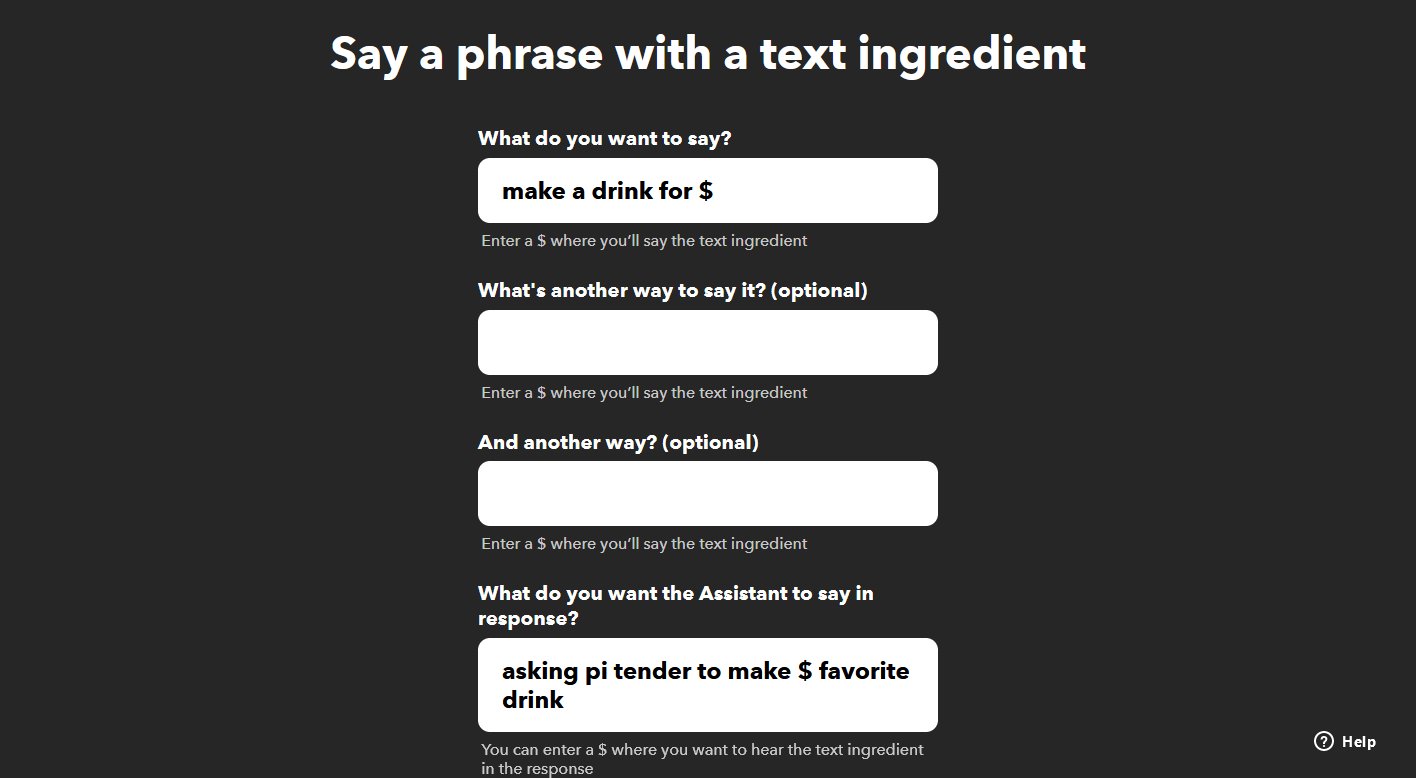 Say a phrase with a text ingredient
What do you want to say?
make a drink for $
Enter a $ where you’ll say the text ingredient
What's another way to say it? (optional)
Enter a $ where you’ll say the text ingredient
And another way? (optional)
Enter a $ where you’ll say the text ingredient
What do you want the Assistant to say in
response?
asking pi tender to make $ favorite
drink
You can enter a $ where you want to hear the text ingredient
in the response
Help